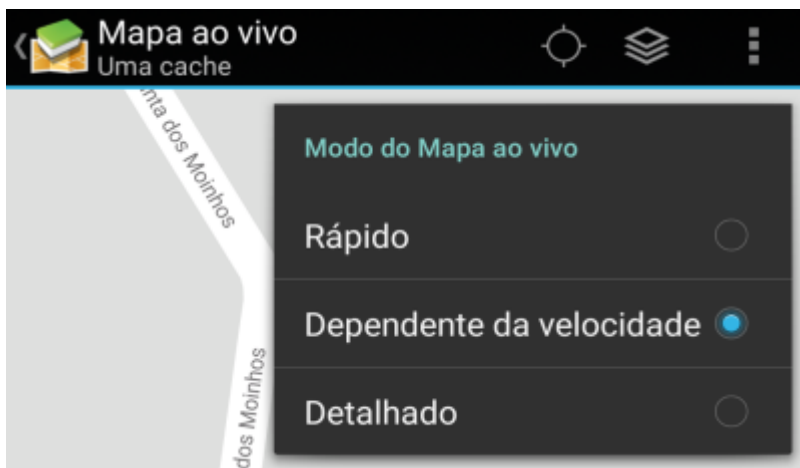 Mapa ao vivo
Uma cache
nta dos Moinhos
Modo do Mapa ao vivo
Rápido
Dependente da velocidade
Detalhado
dos Moinhos